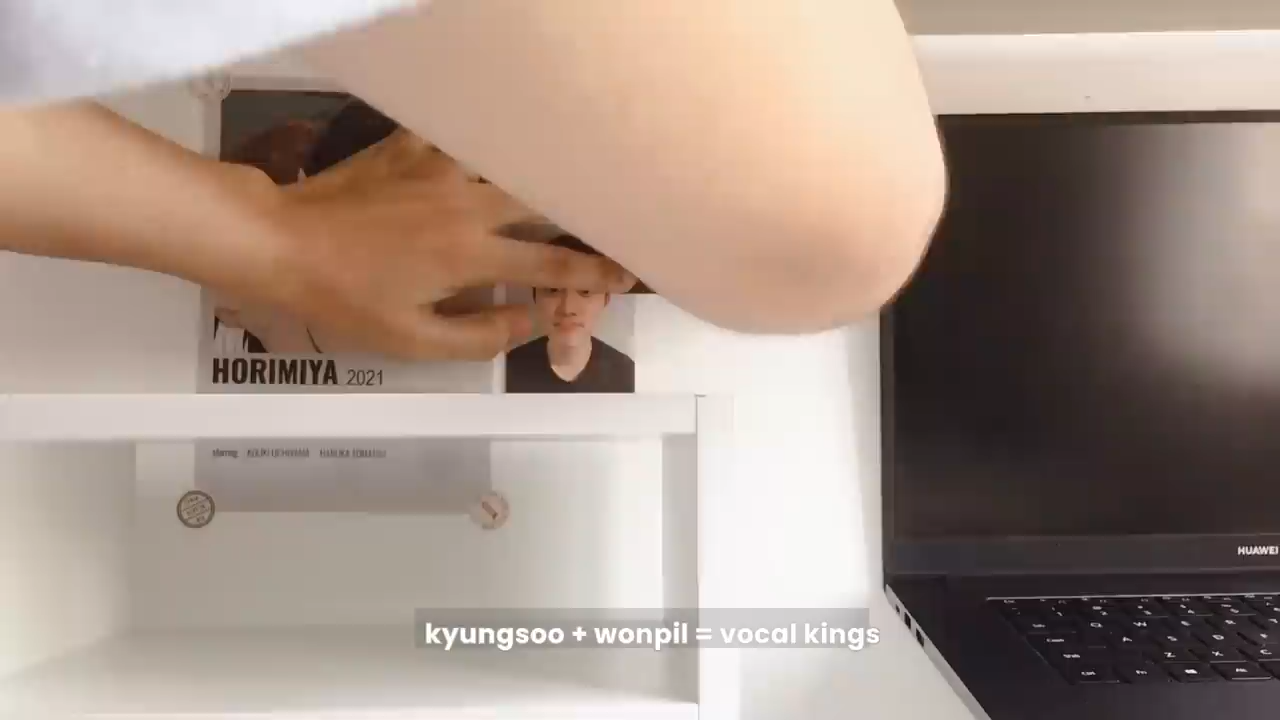 HORIMIYA 2021
starring KOUKI UCHIYAMA HARUKA TOMATSU
HUAWEI
kyungsoo + wonpil = vocal kings